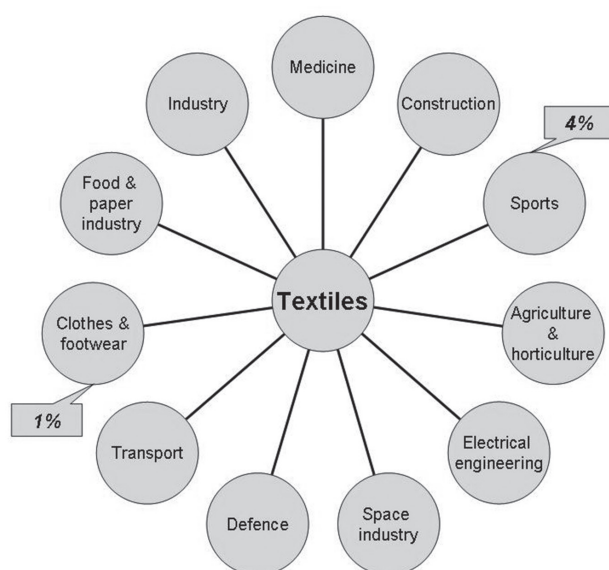 Medicine
Industry
Construction
4%
Food &
paper
industry
Sports
Textiles
Clothes &
footwear
Agriculture
&
horticulture
1%
Transport
Electrical
engineering
Defence
Space
industry